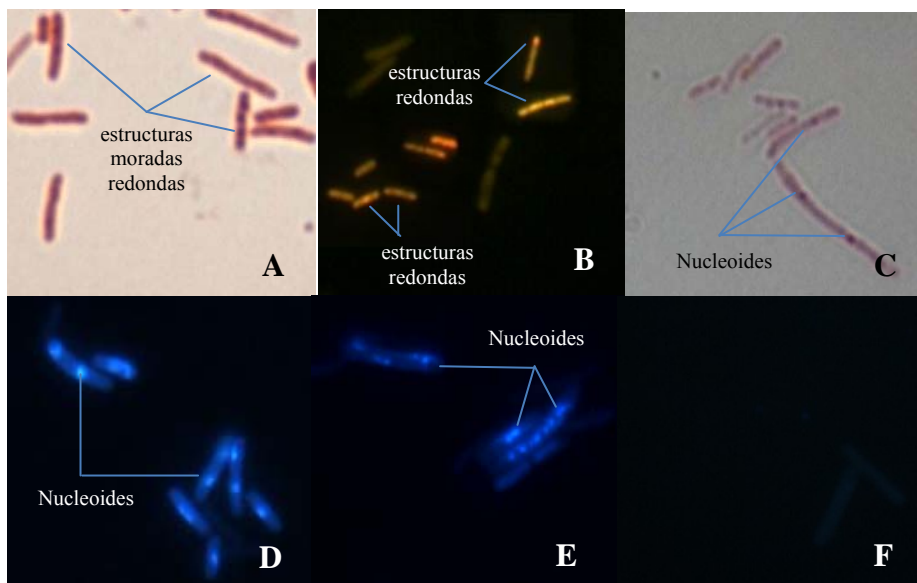 estructuras
moradas
redondas
A
estructuras
redondas
estructuras
redondas
B
Nucleoides
C
Nucleoides
D
Nucleoides
E
F